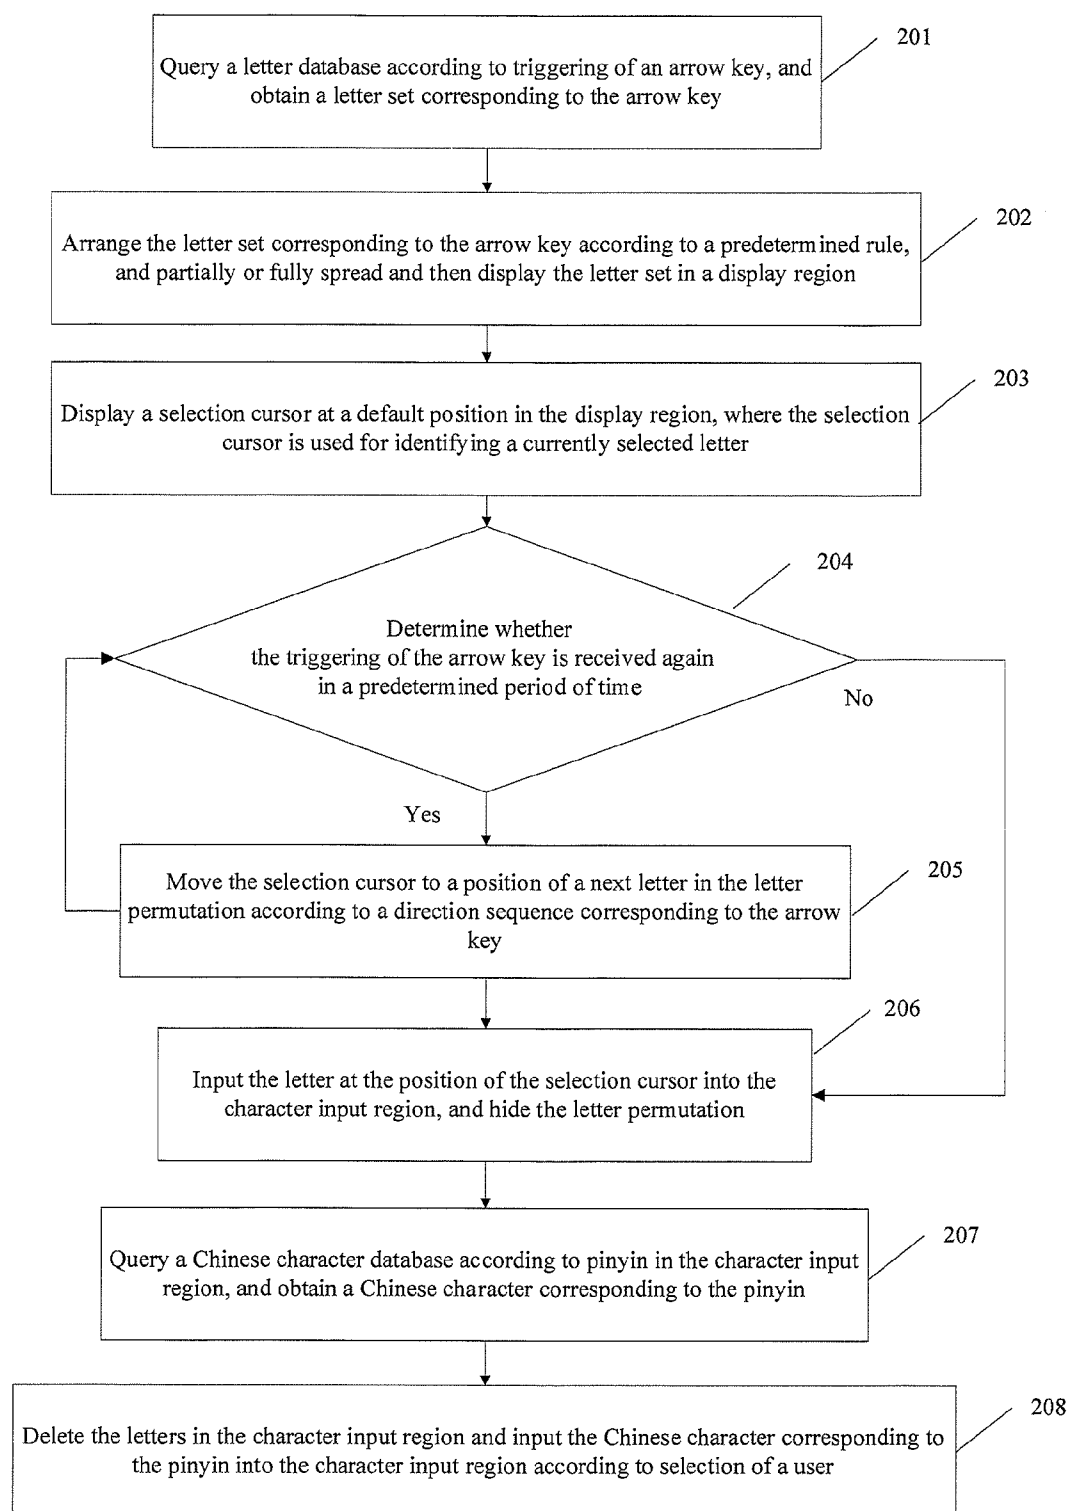 201
Query a letter database according to triggering of an arrow key, and
obtain a letter set corresponding to the arrow key
202
Arrange the letter set corresponding to the arrow key according to a predetermined rule,
and partially or fully spread and then display the letter set in a display region
203
Display a selection cursor at a default position in the display region, where the selection
cursor is used for identifying a currently selected letter
204
Determine whether
the triggering of the arrow key is received again
in a predetermined period of time
No
Yes
205
Move the selection cursor to a position of a next letter in the letter
permutation according to a direction sequence corresponding to the arrow
key
206
Input the letter at the position of the selection cursor into the
character input region, and hide the letter permutation
207
Query a Chinese character database according to pinyin in the character input
region, and obtain a Chinese character corresponding to the pinyin
208
Delete the letters in the character input region and input the Chinese character corresponding to
the pinyin into the character input region according to selection of a user